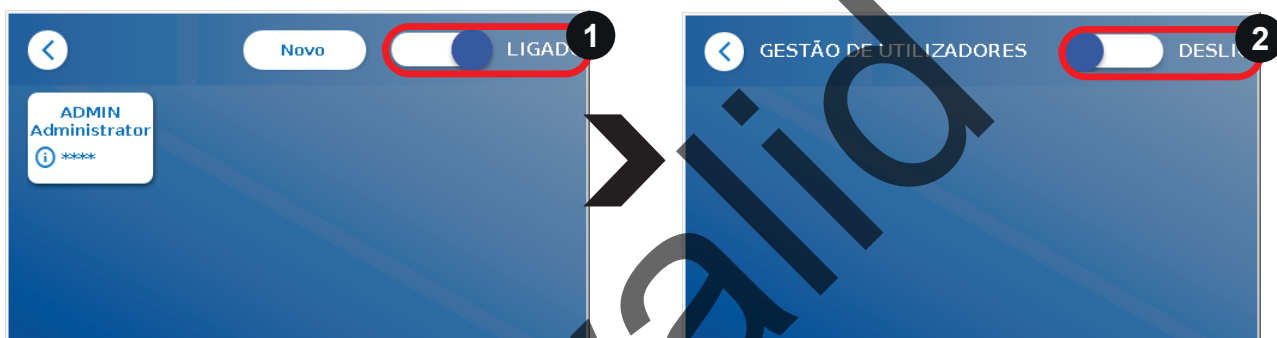 Novo
LIGAD
1
ADMIN
Administrator
****
GESTÃO DE UTILIZADORES
DESLI
2
alid